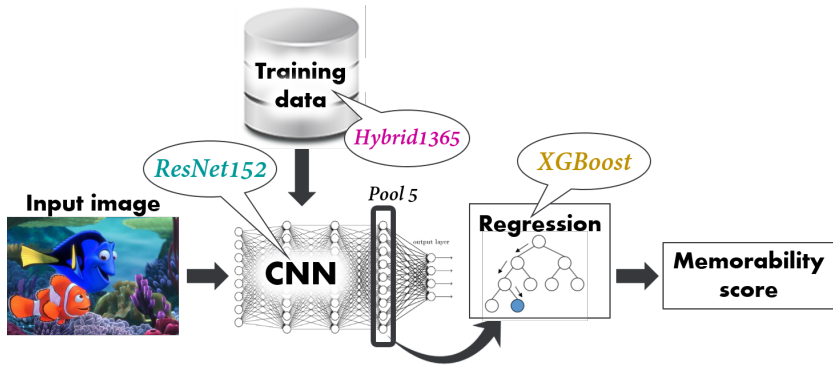 Training
data
Hybrid1365
ResNet152
XGBoost
Pool 5
Input image
Regression
output layer
CNN
Memorability
score